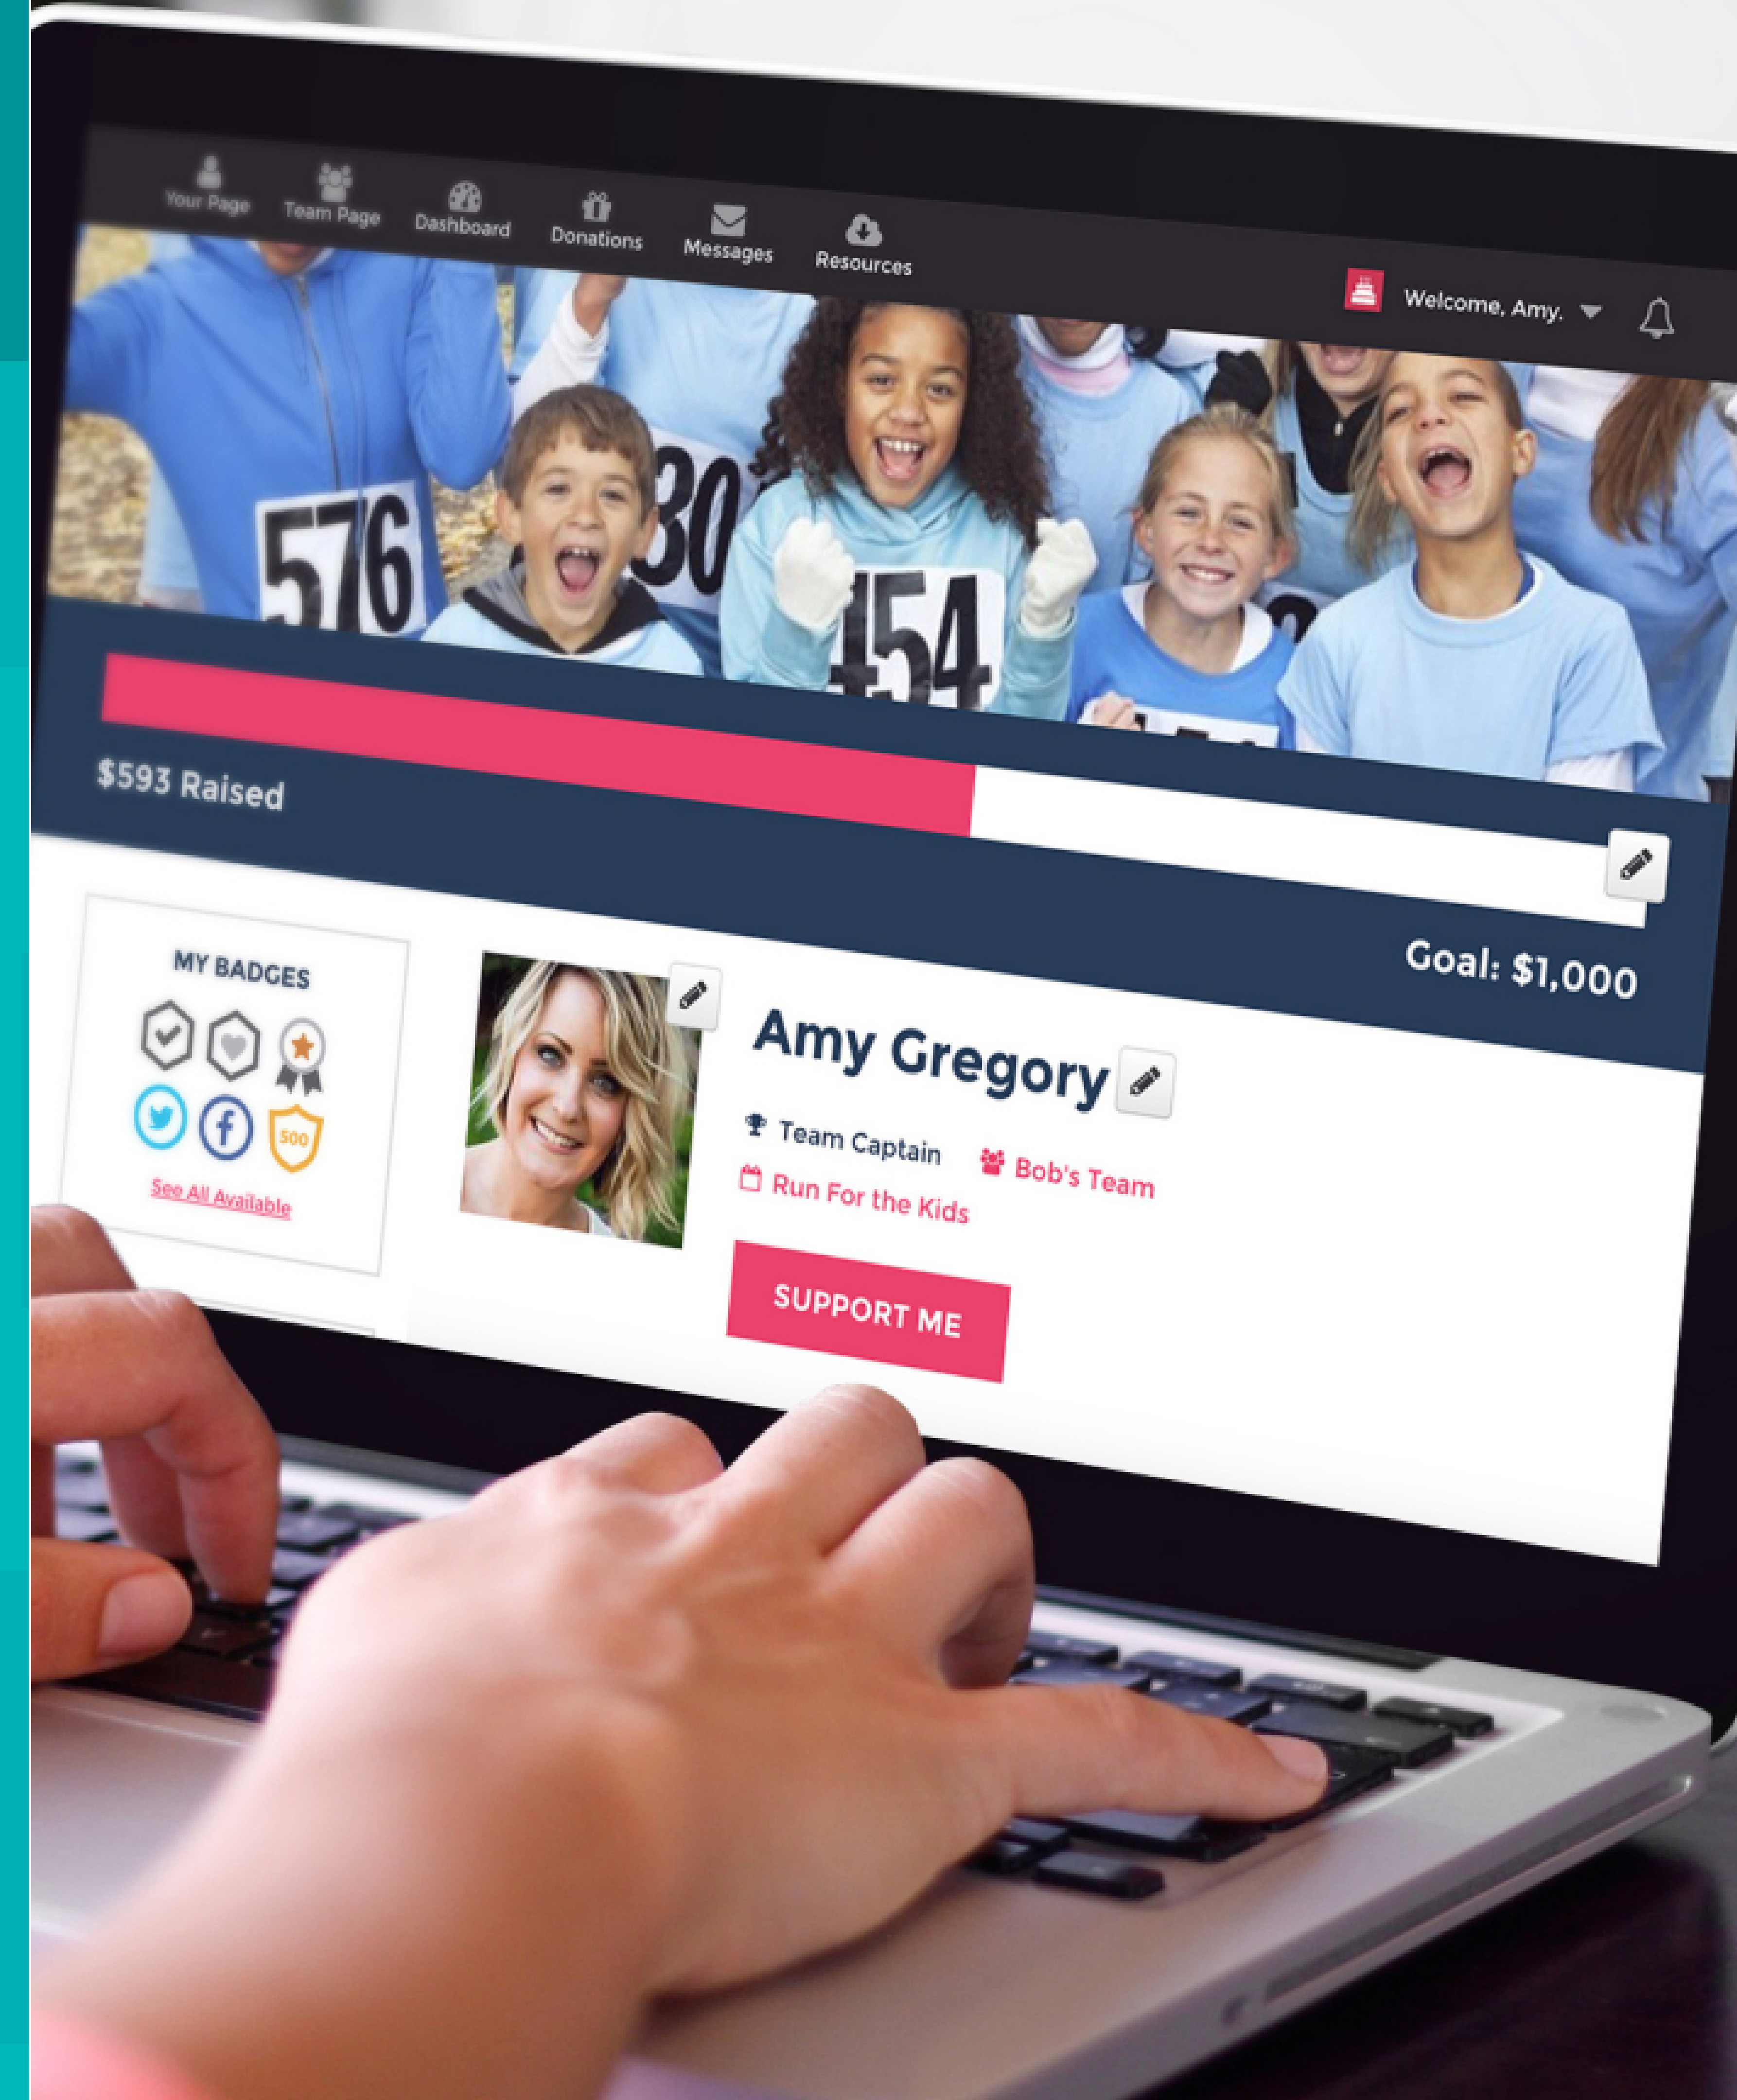 Your Page
Team Page
Dashboard
Donations
Messages
Resources
Welcome, Amy.
576
80
454
$593 Raised
Goal: $1,000
MY BADGES
500
See All Available
Amy Gregory
Team Captain
Bob's Team
Run For the Kids
SUPPORT ME